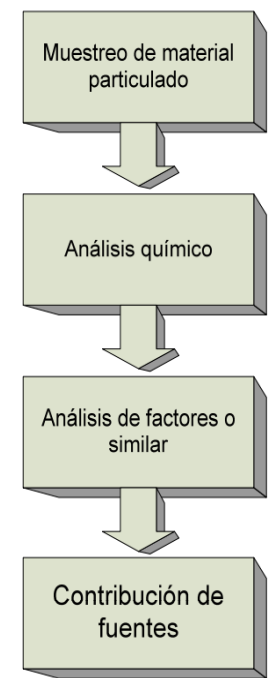 Muestreo de material
particulado
Análisis químico
Análisis de factores o
similar
Contribución de
fuentes